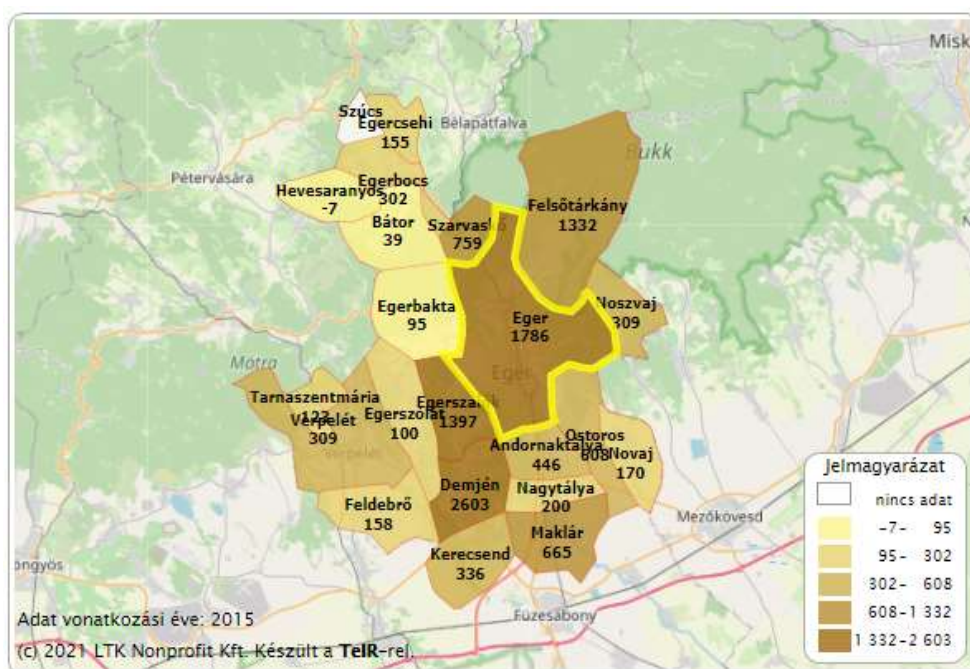 Misk
Szúcs
Egercsehi
155
Bélapátfalva
Bükk
Pétervására
Egerbocs
302
Hevesaranyos
-7
Felsőtárkány
1332
Bátor
39
Szarvaskő
759
Noszvaj
309
Egerbakta
95
Eger
1786
Mátra
Eger
Tarnaszentmária
123
Verpelét
309
Verpelét
Egerszólát
100
Egerszalók
1397
Ostoros
608
Andornaktálya
446
Novaj
170
Demjén
2603
Nagytálya
200
Feldebrő
158
Maklár
665
Mezőkövesd
Kerecsend
336
öngyös
Füzesabony
Jelmagyarázat
nincs adat
-7- 95
95- 302
302- 608
608-1 332
1 332-2 603
Adat vonatkozási éve: 2015
(c) 2021 LTK Nonprofit Kft. Készült a TeIR-rel.